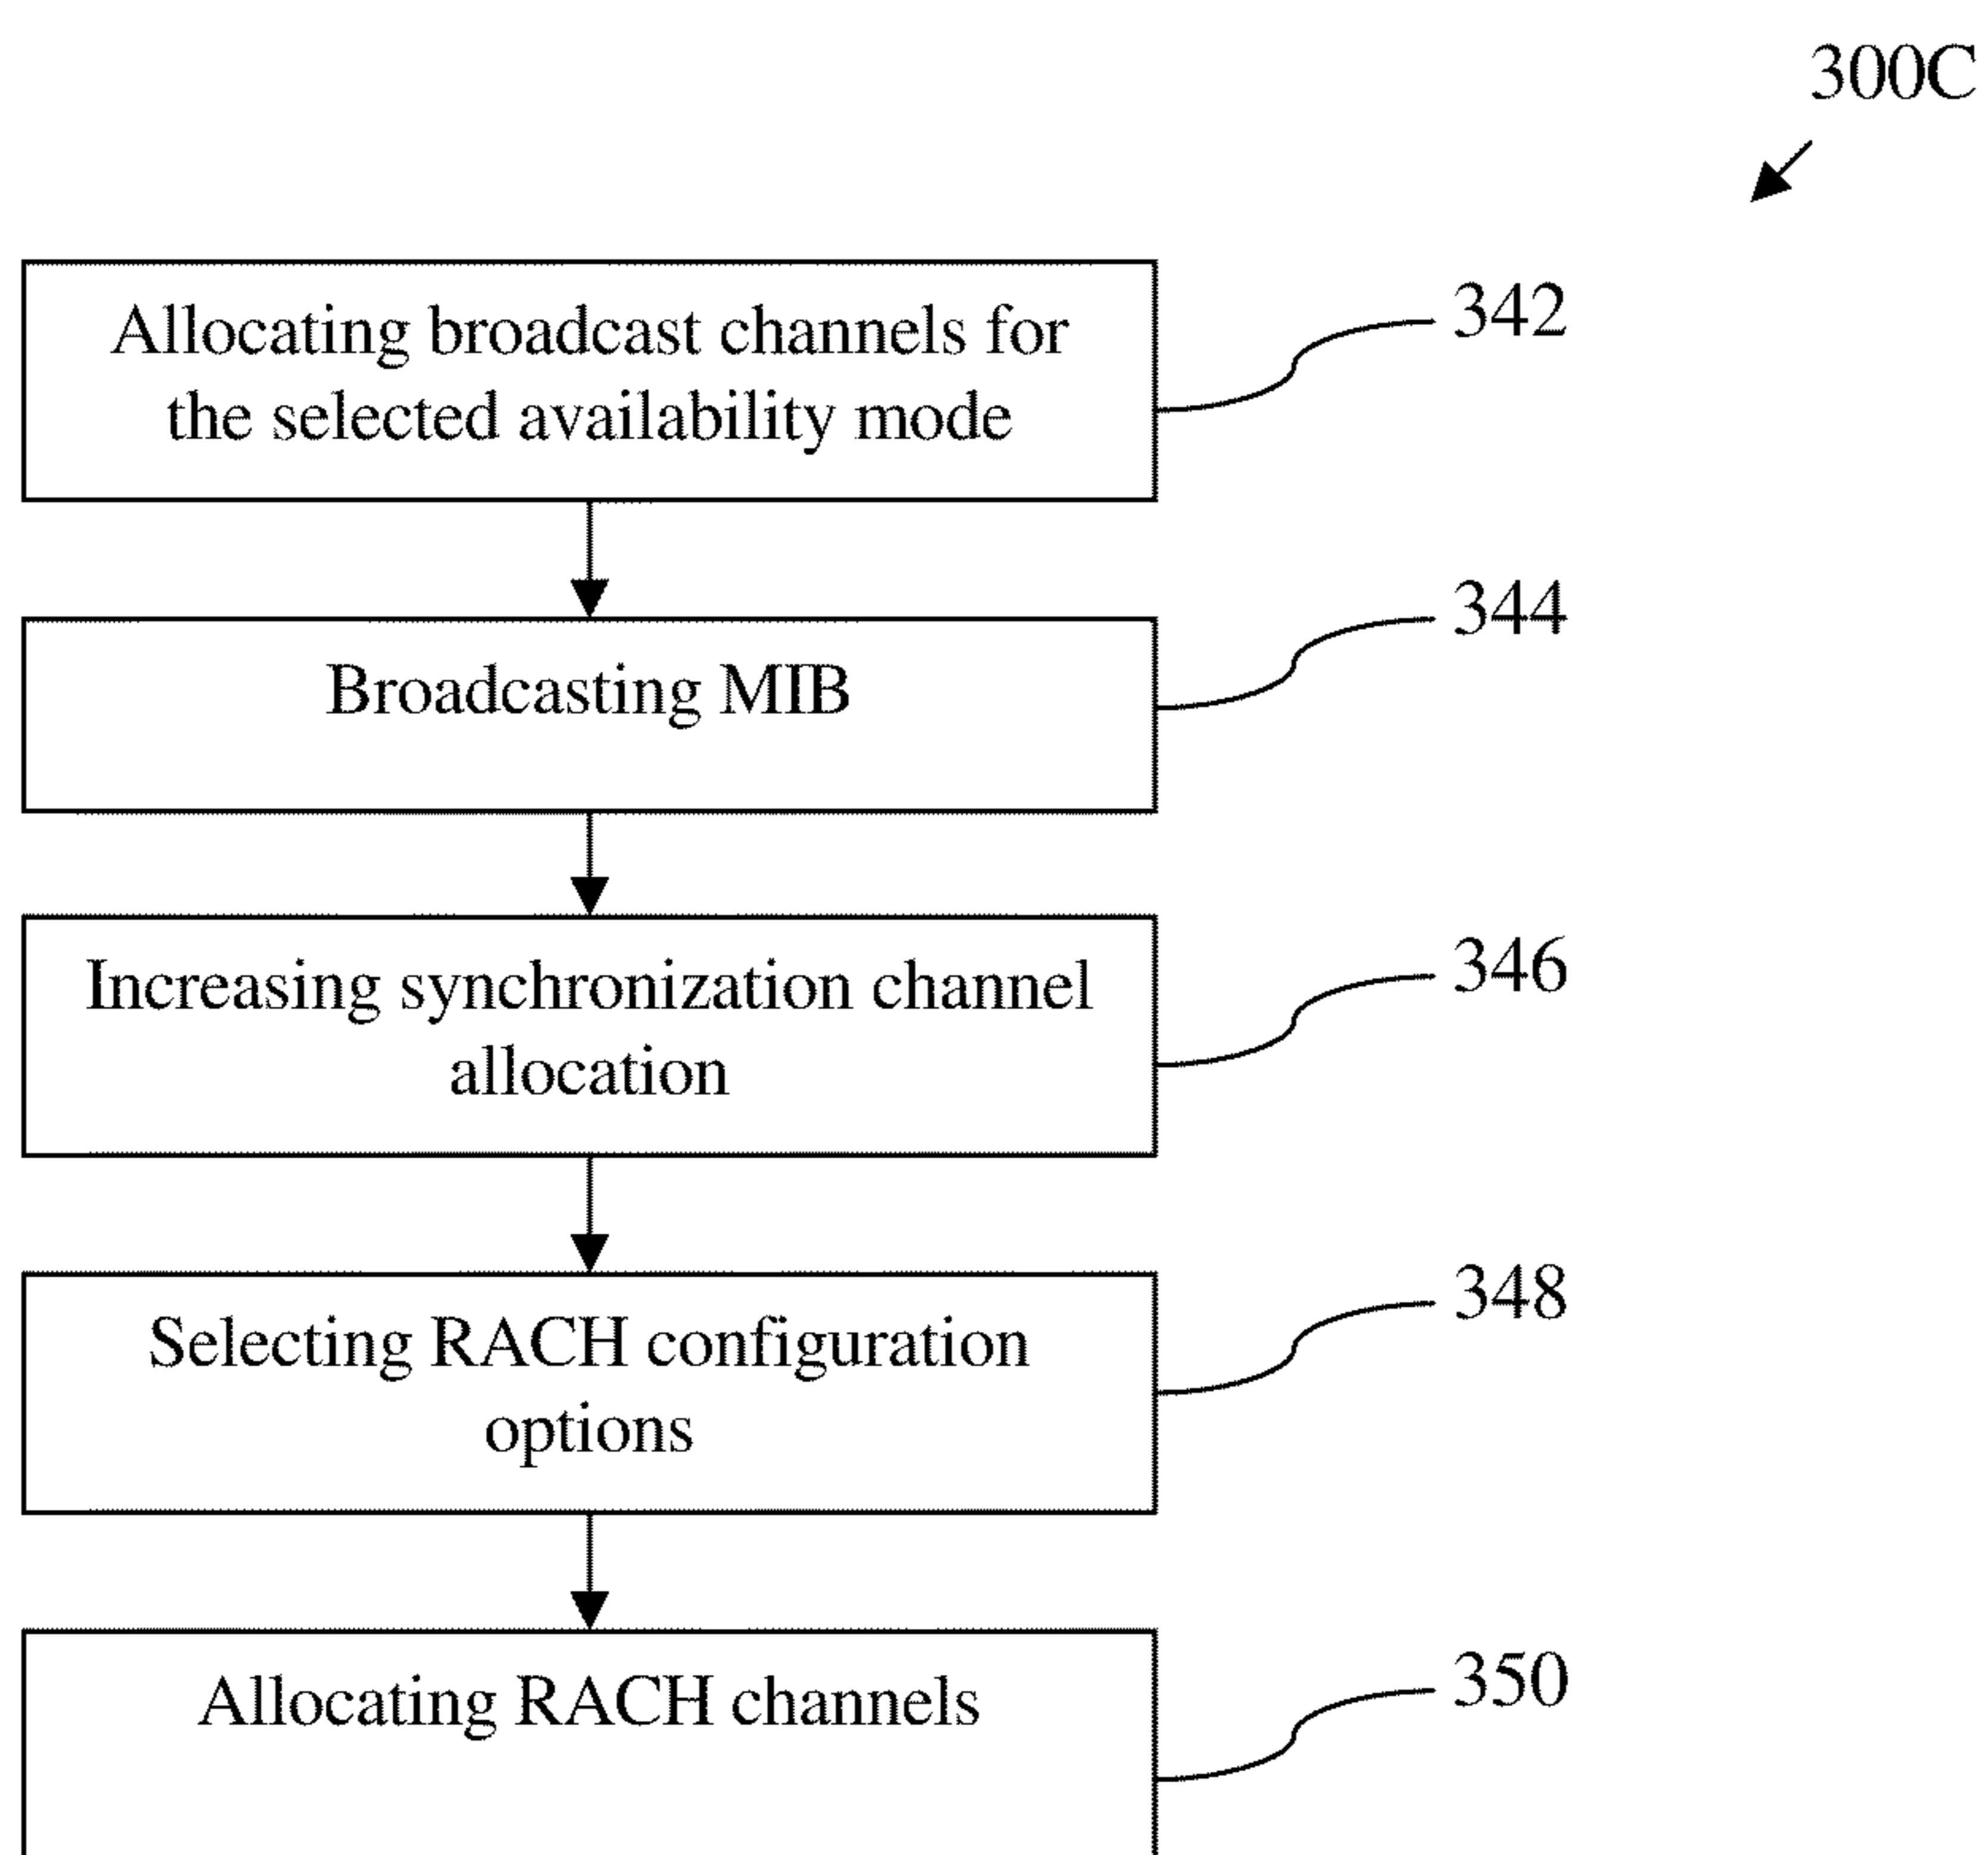 300C
Allocating broadcast channels for
the selected availability mode
342
Broadcasting MIB
344
Increasing synchronization channel
allocation
346
Selecting RACH configuration
options
348
Allocating RACH channels
350